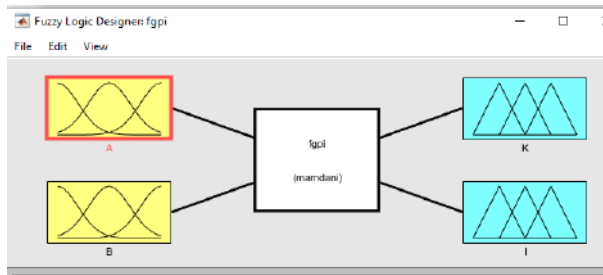 Fuzzy Logic Designer: fgpi
File Edit View
A
B
fgpi
(mamdani)
K
I